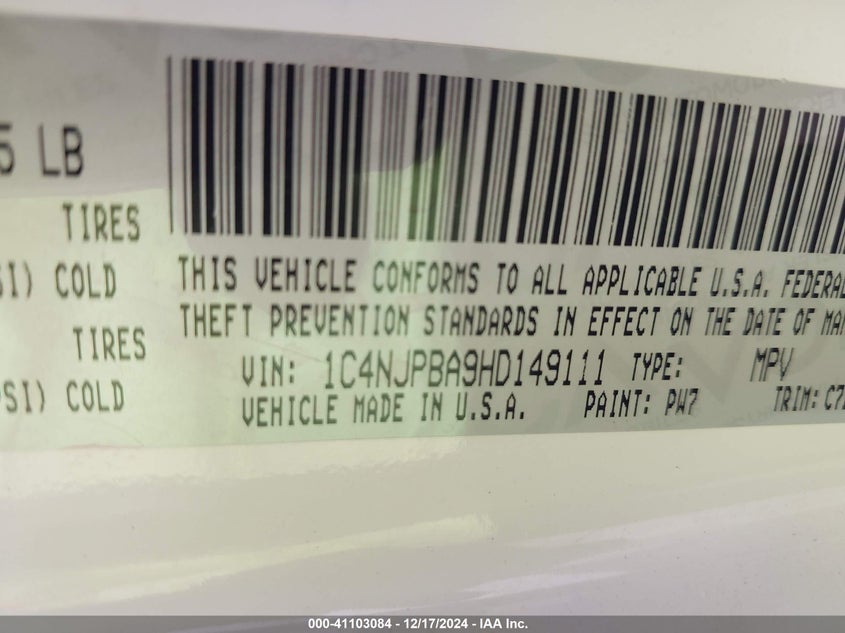 5 LB
TIRES
SI) COLD
TIRES
PSI) COLD
THIS VEHICLE CONFORMS TO ALL APPLICABLE U.S.A. FEDERAL
THEFT PREVENTION STANDARDS IN EFFECT ON THE DATE OF MAN
VIN: 1C4NJPBA9HD149111 TYPE: MPV
VEHICLE MADE IN U.S.A. PAINT: PW7 TRIM: C7
000-41103084 - 12/17/2024 - IAA Inc.